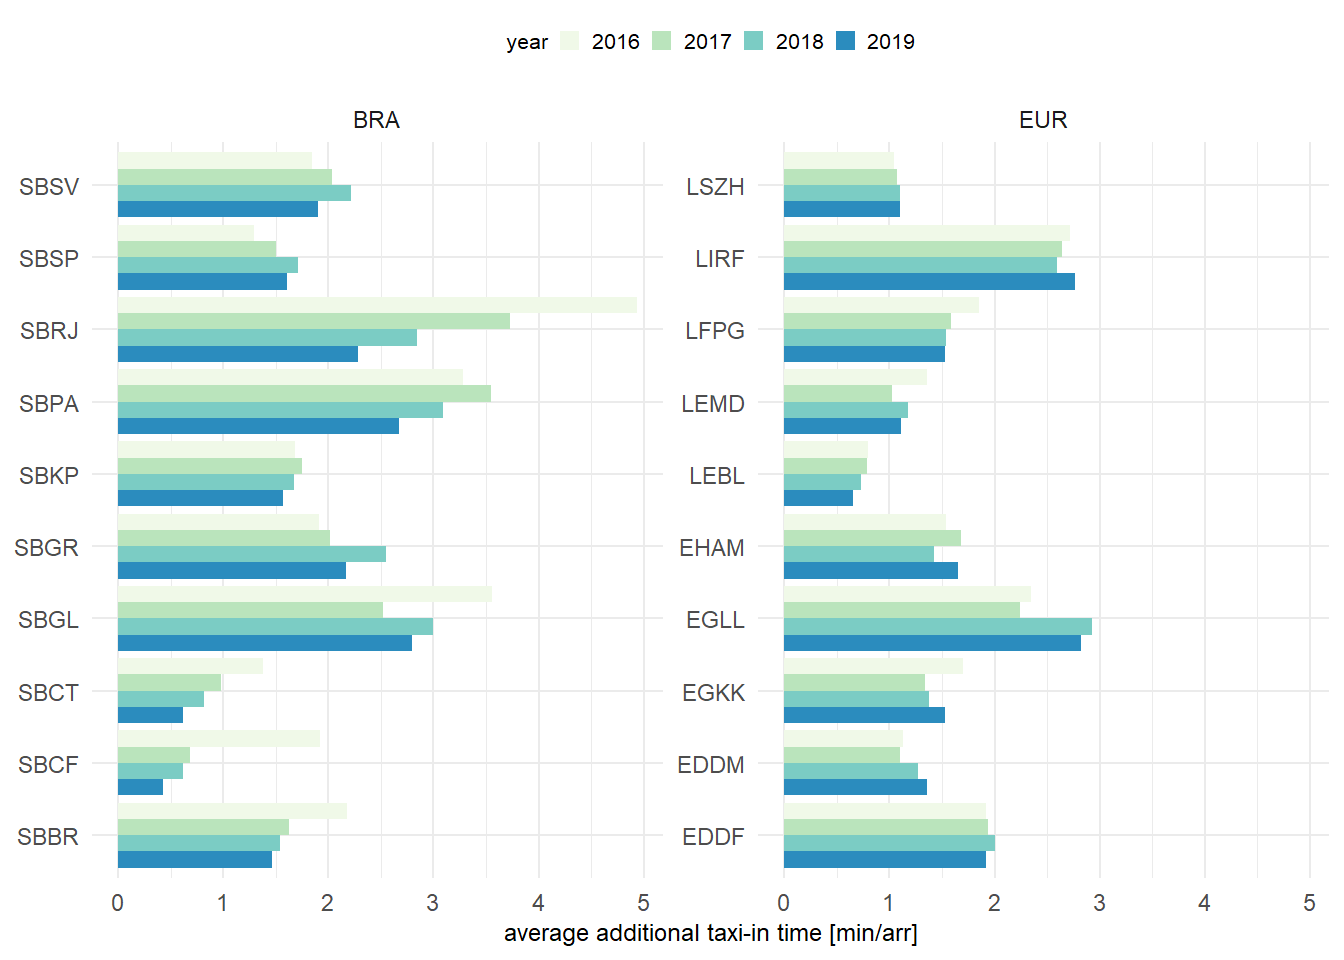 year 2016 2017 2018 2019
BRA EUR
SBSV LSZH
SBSP LIRF
SBRJ LFPG
SBPA LEMD
SBKP LEBL
SBGR EHAM
SBGL EGLL
SBCT EGKK
SBCF EDDM
SBBR EDDF
0 1 2 3 4 5 0 1 2 3 4 5
average additional taxi-in time [min/arr]